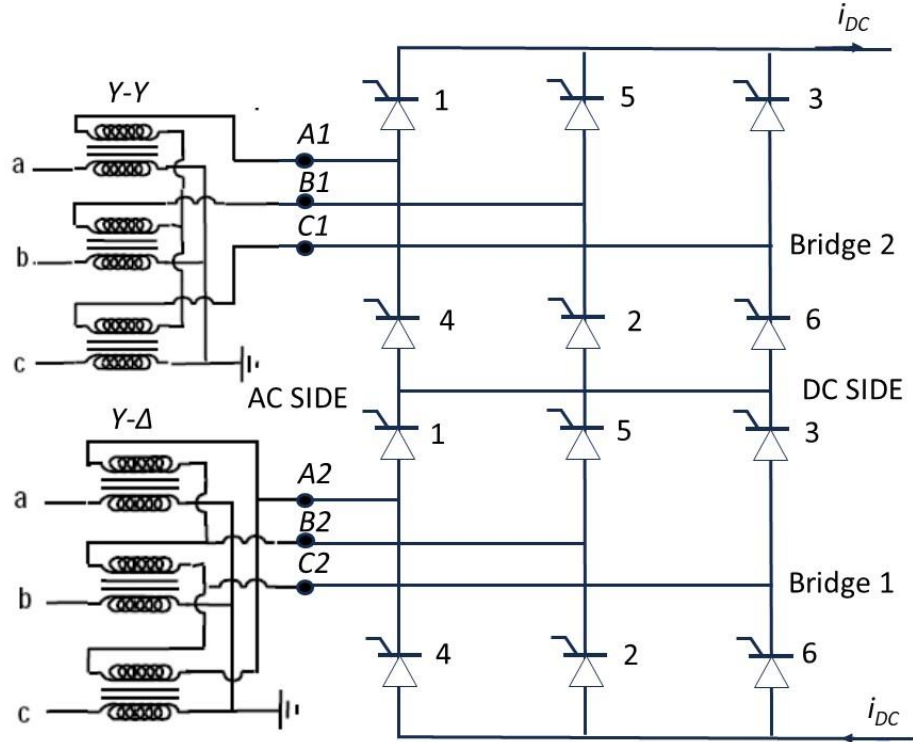 i_DC
Y-Y
1 5 3
a
A1
B1
C1
b
Bridge 2
4 2 6
c
AC SIDE
DC SIDE
Y-Δ
1 5 3
a
A2
B2
C2
b
Bridge 1
4 2 6
c
i_DC